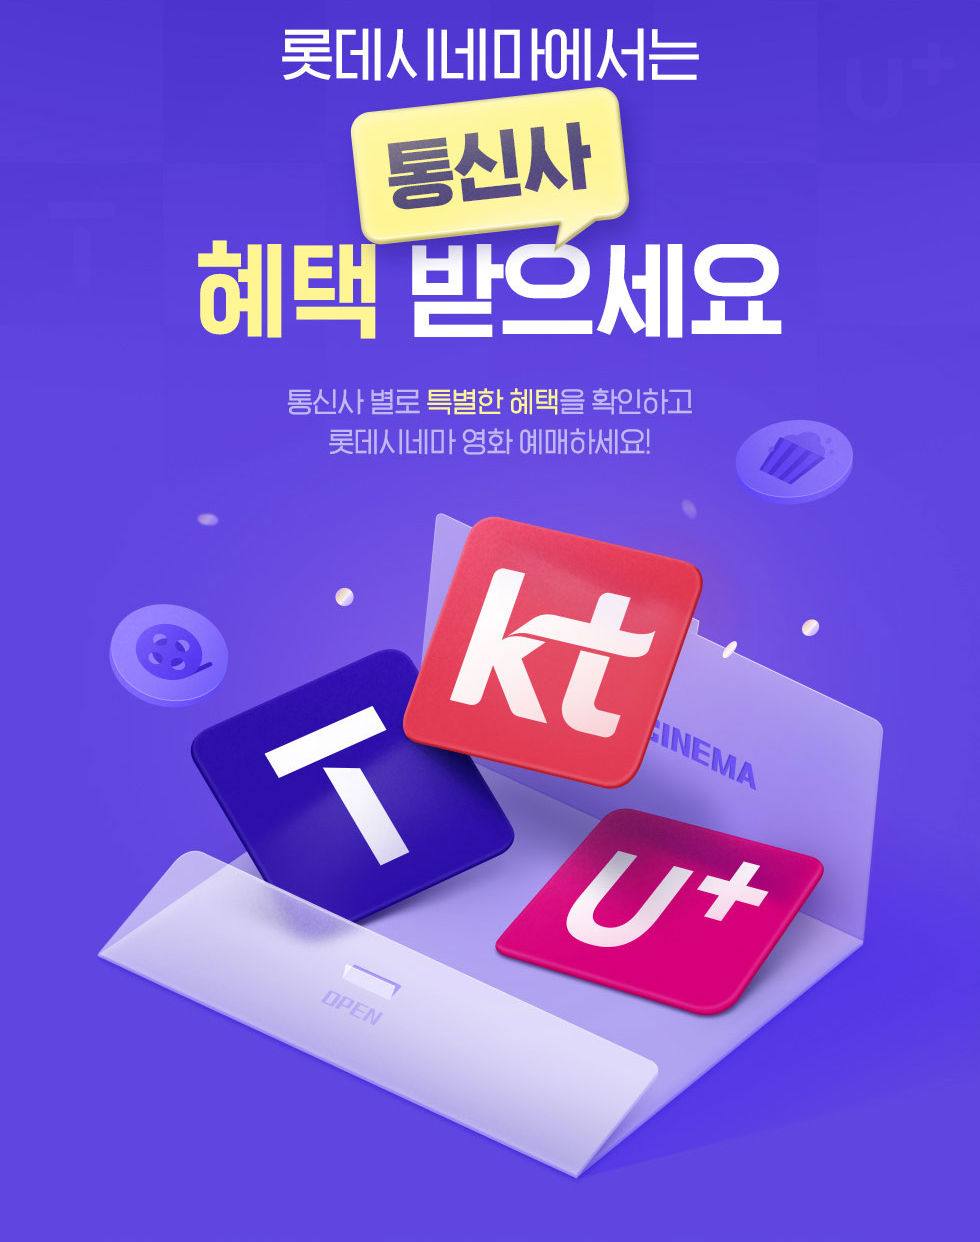 롯데시네마에서는
통신사
혜택 받으세요
통신사 별로 특별한 혜택을 확인하고
롯데시네마 영화 예매하세요!
kt
CINEMA
T
U+
OPEN
U+
T